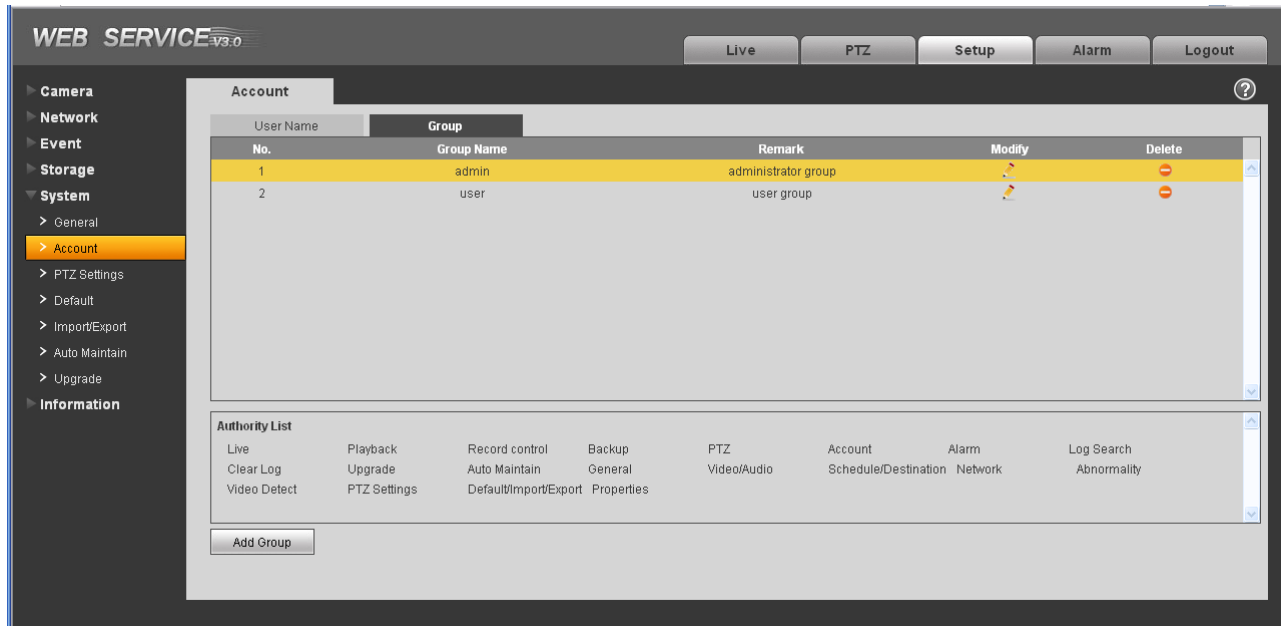 WEB SERVICE V3.0
Live PTZ Setup Alarm Logout
Camera
Network
Event
Storage
System
General
Account
PTZ Settings
Default
Import/Export
Auto Maintain
Upgrade
Information
Account
?
User Name Group
No. Group Name Remark Modify Delete
1 admin administrator group
2 user user group
Authority List
Live Playback Record control Backup PTZ Account Alarm Log Search
Clear Log Upgrade Auto Maintain General Video/Audio Schedule/Destination Network Abnormality
Video Detect PTZ Settings Default/Import/Export Properties
Add Group